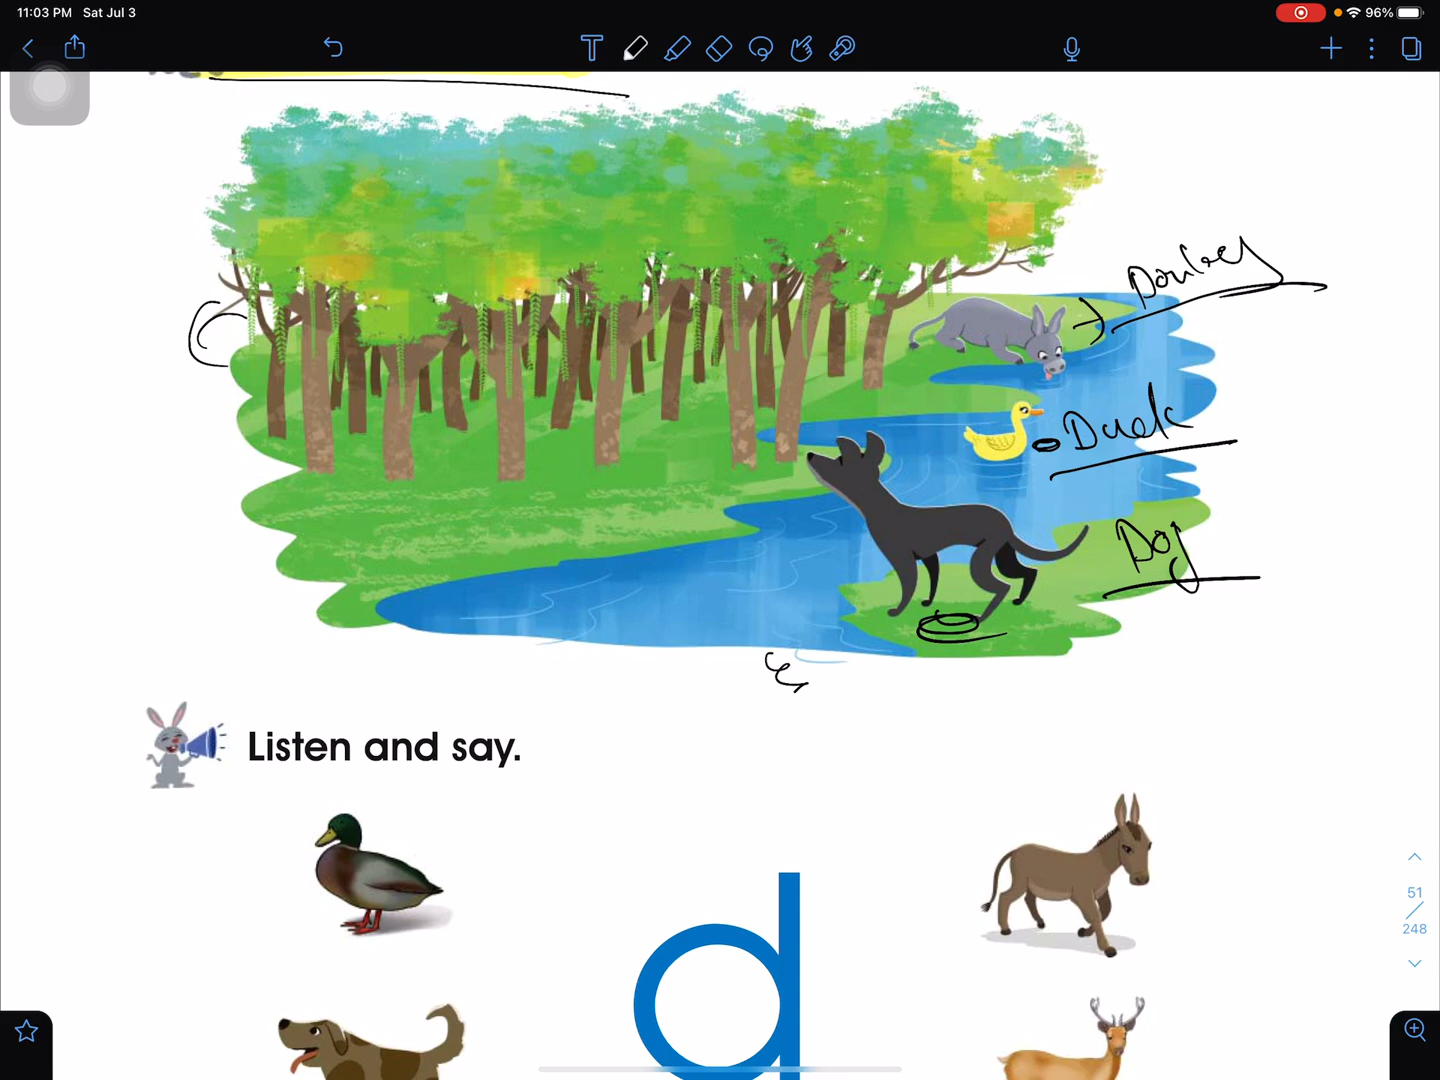 11:03 PM Sat Jul 3
96%
Donkey
Duck
Dog
Listen and say.
d
51
248